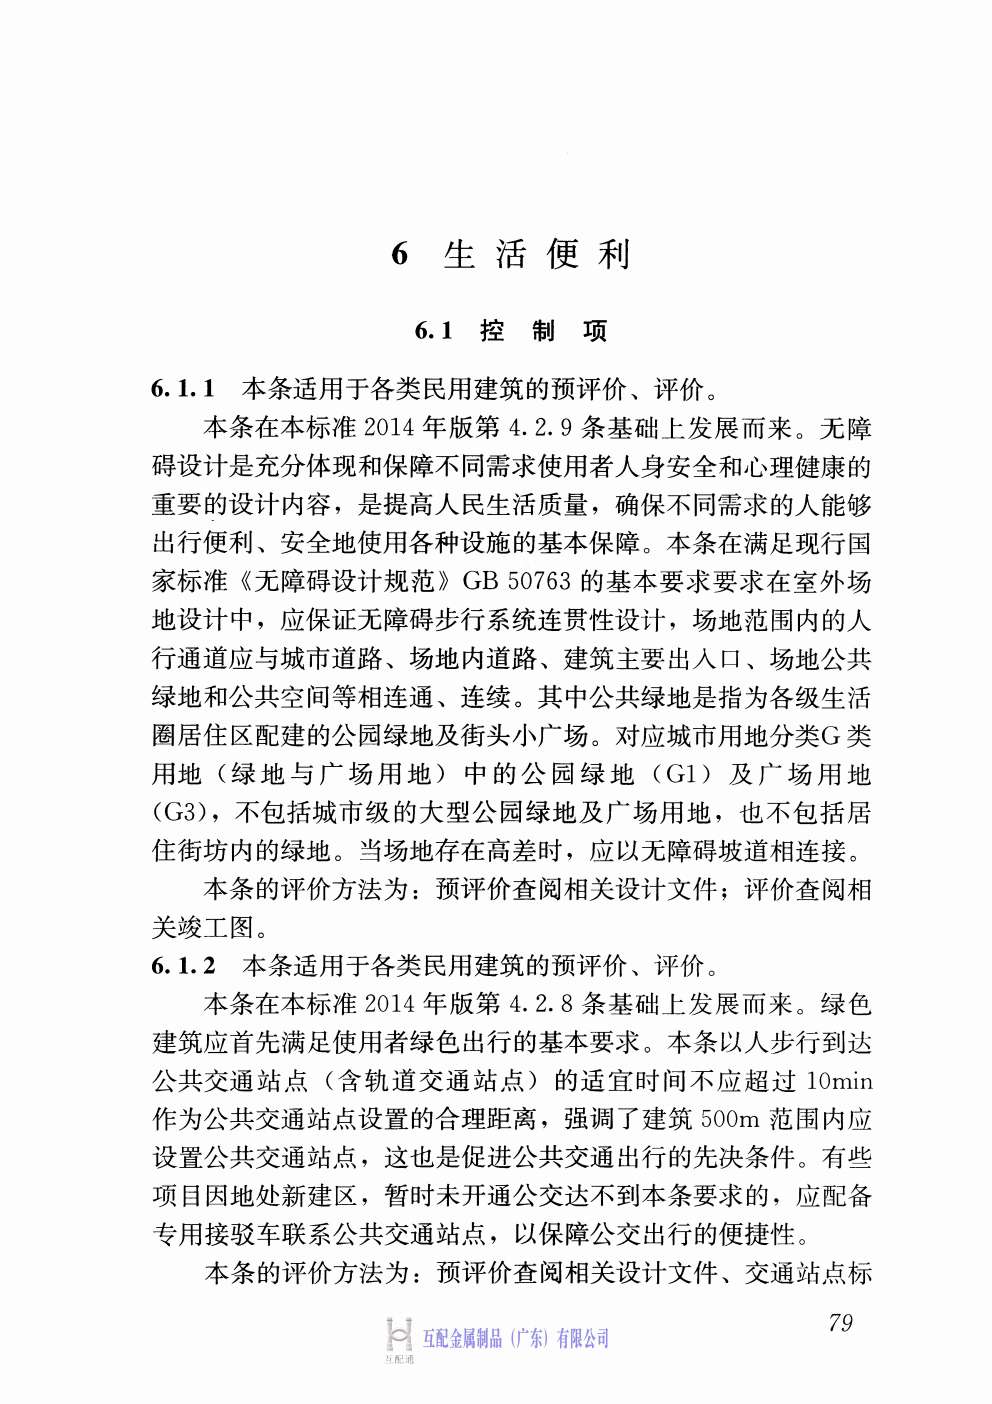 6 生活便利
6.1 控制项
6.1.1 本条适用于各类民用建筑的预评价、评价。
本条在本标准 2014 年版第 4.2.9 条基础上发展而来。无障
碍设计是充分体现和保障不同需求使用者人身安全和心理健康的
重要的设计内容，是提高人民生活质量，确保不同需求的人能够
出行便利、安全地使用各种设施的基本保障。本条在满足现行国
家标准《无障碍设计规范》GB 50763 的基本要求要求在室外场
地设计中，应保证无障碍步行系统连贯性设计，场地范围内的人
行通道应与城市道路、场地内道路、建筑主要出入口、场地公共
绿地和公共空间等相连通、连续。其中公共绿地是指为各级生活
圈居住区配建的公园绿地及街头小广场。对应城市用地分类G 类
用地（绿地与广场用地）中的公园绿地（G1）及广场用地
(G3)，不包括城市级的大型公园绿地及广场用地，也不包括居
住街坊内的绿地。当场地存在高差时，应以无障碍坡道相连接。
本条的评价方法为：预评价查阅相关设计文件；评价查阅相
关竣工图。
6.1.2 本条适用于各类民用建筑的预评价、评价。
本条在本标准 2014 年版第 4.2.8 条基础上发展而来。绿色
建筑应首先满足使用者绿色出行的基本要求。本条以人步行到达
公共交通站点（含轨道交通站点）的适宜时间不应超过 10min
作为公共交通站点设置的合理距离，强调了建筑 500m 范围内应
设置公共交通站点，这也是促进公共交通出行的先决条件。有些
项目因地处新建区，暂时未开通公交达不到本条要求的，应配备
专用接驳车联系公共交通站点，以保障公交出行的便捷性。
本条的评价方法为：预评价查阅相关设计文件、交通站点标
79
互配金属制品（广东）有限公司
互配通